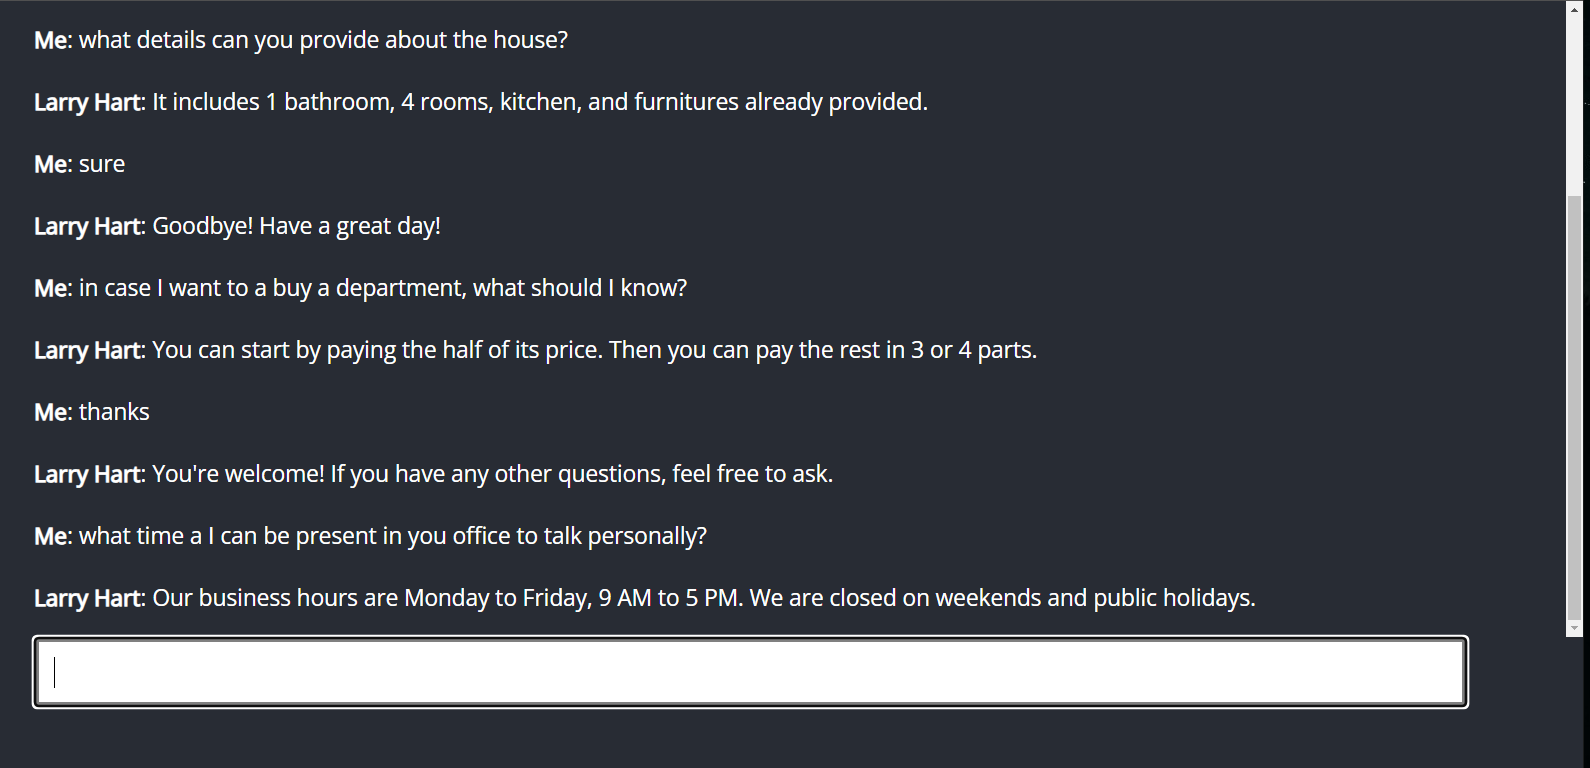 Me: what details can you provide about the house?
Larry Hart: It includes 1 bathroom, 4 rooms, kitchen, and furnitures already provided.
Me: sure
Larry Hart: Goodbye! Have a great day!
Me: in case I want to a buy a department, what should I know?
Larry Hart: You can start by paying the half of its price. Then you can pay the rest in 3 or 4 parts.
Me: thanks
Larry Hart: You're welcome! If you have any other questions, feel free to ask.
Me: what time a I can be present in you office to talk personally?
Larry Hart: Our business hours are Monday to Friday, 9 AM to 5 PM. We are closed on weekends and public holidays.